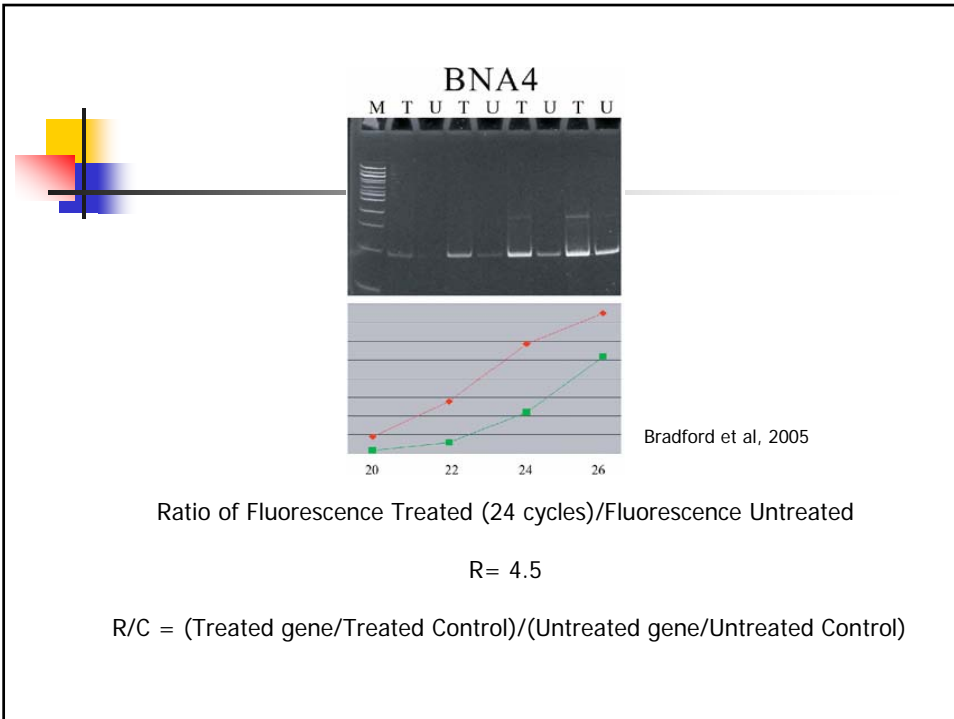 BNA4
M T U T U T U T U
20 22 24 26
Bradford et al, 2005
Ratio of Fluorescence Treated (24 cycles)/Fluorescence Untreated
R= 4.5
R/C = (Treated gene/Treated Control)/(Untreated gene/Untreated Control)